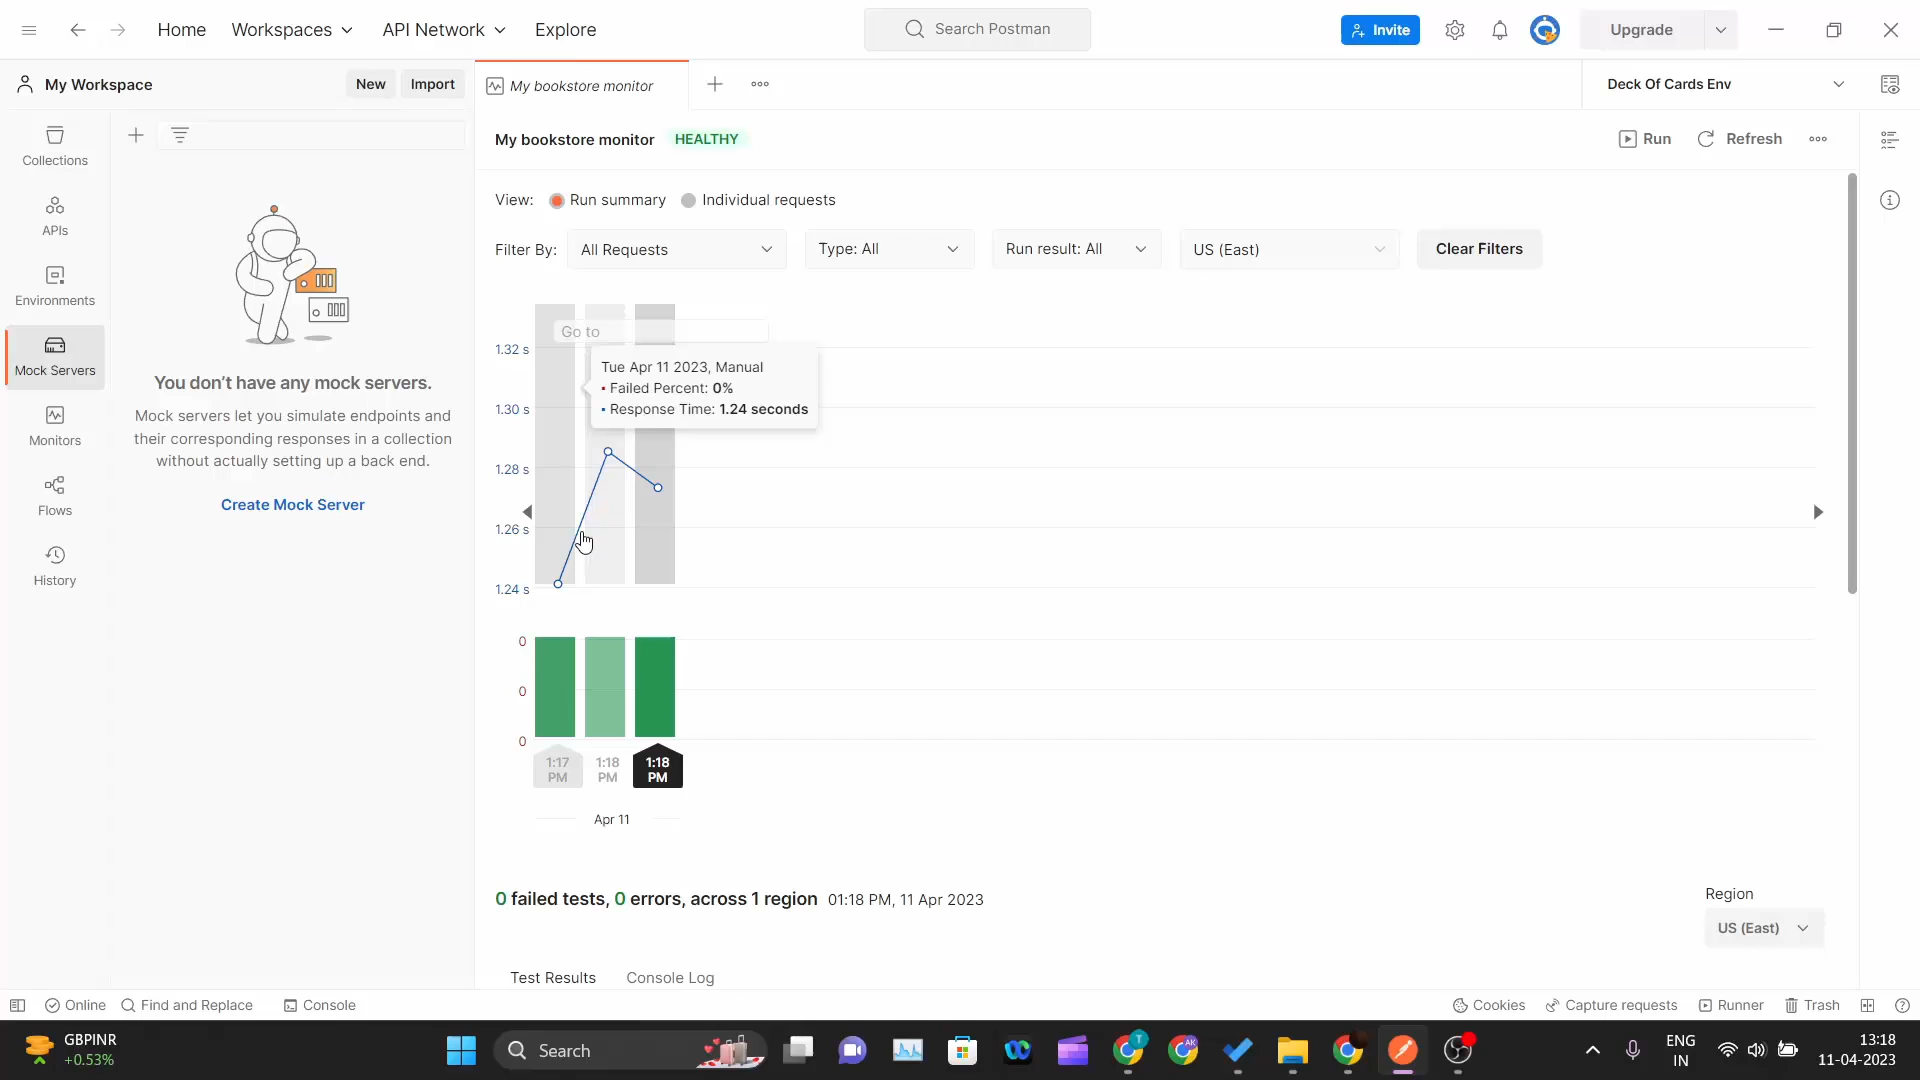 Home
Workspaces
API Network
Explore
Search Postman
Invite
Upgrade
My Workspace
New
Import
My bookstore monitor
Deck Of Cards Env
Collections
APIs
Environments
Mock Servers
Monitors
Flows
History
You don't have any mock servers.
Mock servers let you simulate endpoints and
their corresponding responses in a collection
without actually setting up a back end.
Create Mock Server
My bookstore monitor HEALTHY
Run
Refresh
View: Run summary Individual requests
Filter By: All Requests Type: All Run result: All US (East) Clear Filters
Go to
Tue Apr 11 2023, Manual
Failed Percent: 0%
Response Time: 1.24 seconds
1.32 s
1.30 s
1.28 s
1.26 s
1.24 s
0
0
0
1:17 PM
1:18 PM
1:18 PM
Apr 11
0 failed tests, 0 errors, across 1 region 01:18 PM, 11 Apr 2023
Region
US (East)
Test Results
Console Log
Online
Find and Replace
Console
Cookies
Capture requests
Runner
Trash
GBPINR
+0.53%
Search
T
AK
ENG
IN
13:18
11-04-2023